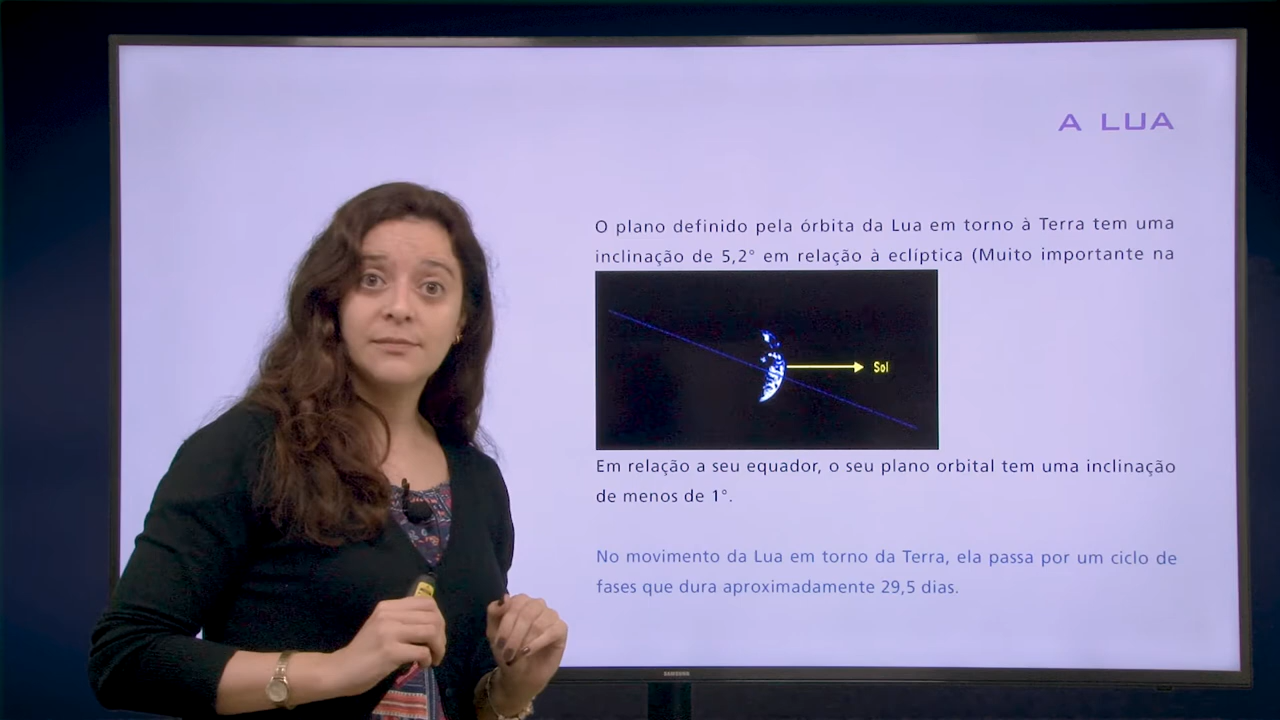 A LUA
O plano definido pela órbita da Lua em torno à Terra tem uma
inclinação de 5,2° em relação à eclíptica (Muito importante na
Sol
Em relação a seu equador, o seu plano orbital tem uma inclinação
de menos de 1°.
No movimento da Lua em torno da Terra, ela passa por um ciclo de
fases que dura aproximadamente 29,5 dias.
SAMSUNG